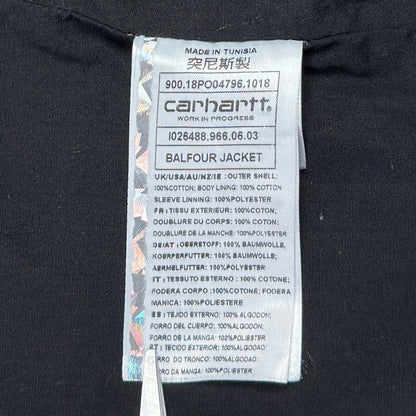 MADE IN TUNISIA
突尼斯製
900.18PO04796.1018
carhartt
WORK IN PROGRESS
I026488.966.06.03
BALFOUR JACKET
UK/USA/AU/NZ/IE : OUTER SHELL:
100%COTTON; BODY LINING: 100% COTTON
SLEEVE LINNING: 100%POLYESTER
FR : TISSU EXTERIEUR: 100%COTON;
DOUBLURE DU CORPS: 100%COTON;
DOUBLURE DE LA MANCHE: 100%POLYESTER
DE/AT : OBERSTOFF: 100% BAUMWOLLE,
KOERPERFUTTER: 100% BAUMWOLLE,
AERMELFUTTER: 100%POLYESTER
IT : TESSUTO ESTERNO: 100%COTONE;
FODERA CORPO :100%COTONE; FODERA
MANICA: 100%POLIESTERE
ES : TEJIDO EXTERNO: 100%ALGODON;
FORRO DEL CUERPO: 100%ALGODON;
FORRO DE LA MANGA: 100%POLIESTER
PT : TECIDO EXTERIOR: 100%ALGODAO;
FORRO DO TRONCO: 100%ALGODAO;
FORRO DA MANGA: 100%POLIESTER